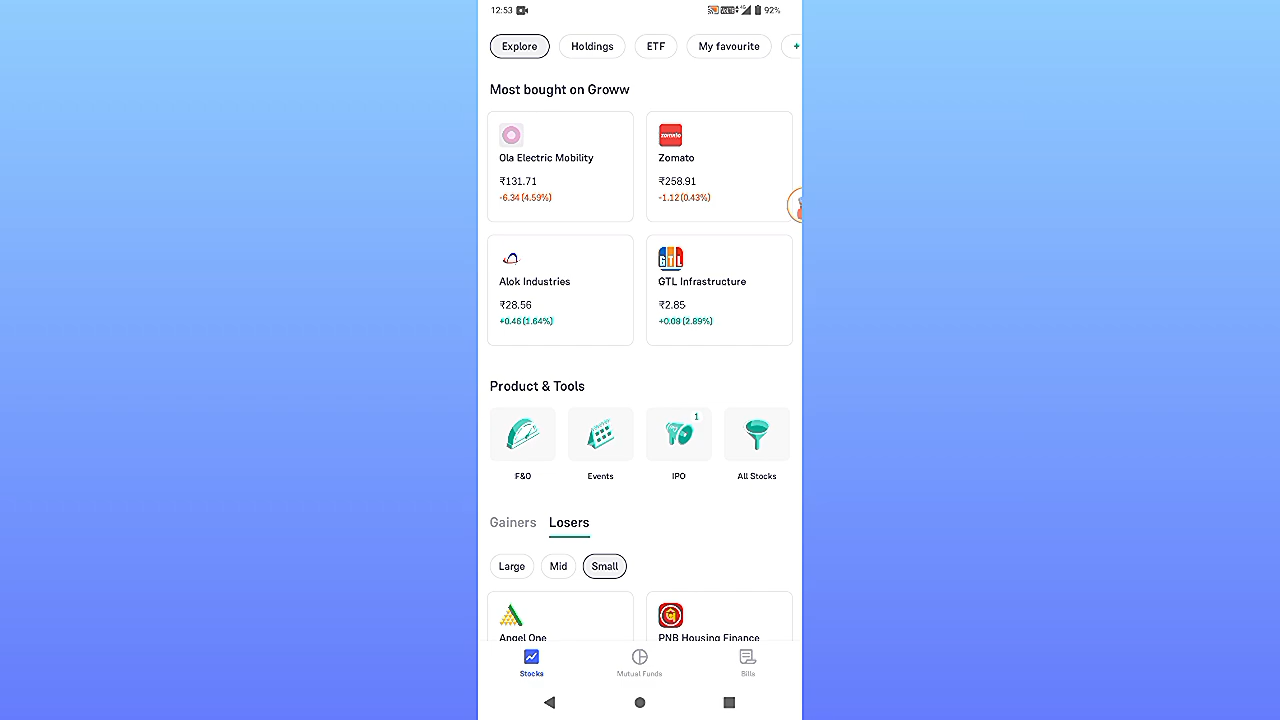 12:53 92%
Explore Holdings ETF My favourite +
Most bought on Groww
Ola Electric Mobility
₹131.71
-6.34 (4.59%)
zomato
Zomato
₹258.91
-1.12 (0.43%)
Alok Industries
₹28.56
+0.46 (1.64%)
GTL
GTL Infrastructure
₹2.85
+0.08 (2.89%)
Product & Tools
1
F&O Events IPO All Stocks
Gainers Losers
Large Mid Small
Angel One PNB Housing Finance
Stocks Mutual Funds Bills